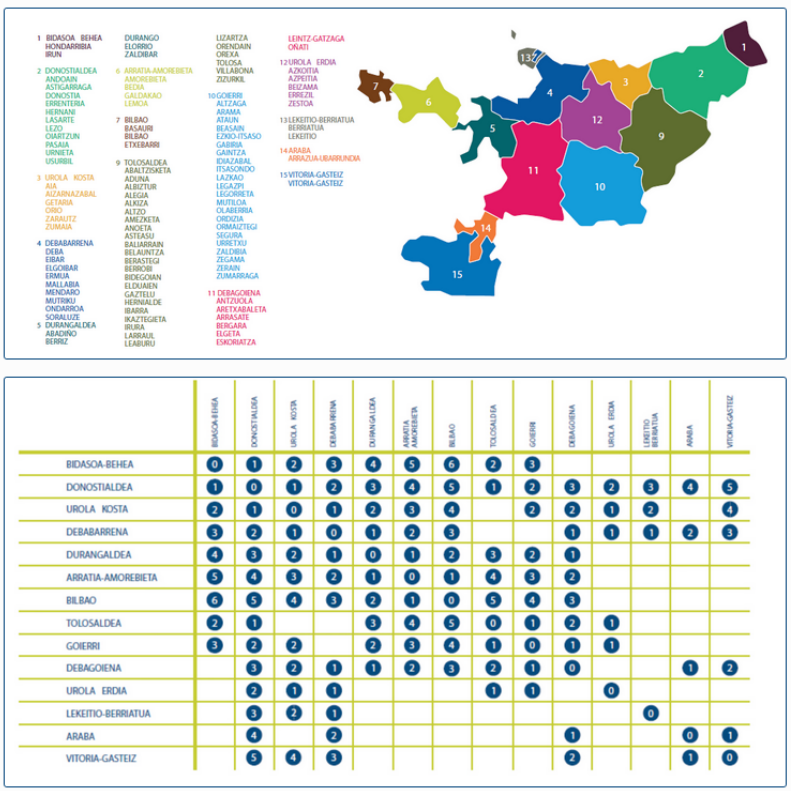 1 BIDASOA BEHEA
HONDARRIBIA
IRUN
2 DONOSTIALDEA
ANDOAIN
ASTIGARRAGA
DONOSTIA
ERRENTERIA
HERNANI
LASARTE
LEZO
OIARTZUN
PASAIA
URNIETA
USURBIL
3 UROLA KOSTA
AIA
AIZARNAZABAL
GETARIA
ORIO
ZARAUTZ
ZUMAIA
4 DEBABARRENA
DEBA
EIBAR
ELGOIBAR
ERMUA
MALLABIA
MENDARO
MUTRIKU
ONDARROA
SORALUZE
5 DURANGALDEA
ABADIÑO
BERRIZ
DURANGO
ELORRIO
ZALDIBAR
6 ARRATIA-AMOREBIETA
AMOREBIETA
BEDIA
GALDAKAO
LEMOA
7 BILBAO
BASAURI
BILBAO
ETXEBARRI
9 TOLOSALDEA
ABALTZISKETA
ADUNA
ALBIZTUR
ALEGIA
ALKIZA
ALTZO
AMEZKETA
ANOETA
ASTEASU
BALIARRAIN
BELAUNTZA
BERASTEGI
BERROBI
BIDEGOIAN
ELDUAIEN
GAZTELU
HERNIALDE
IBARRA
IKAZTEGIETA
IRURA
LARRAUL
LEABURU
LIZARTZA
ORENDAIN
OREXA
TOLOSA
VILLABONA
ZIZURKIL
10 GOIERRI
ALTZAGA
ARAMA
ATAUN
BEASAIN
EZKIO-ITSASO
GABIRIA
GAINTZA
IDIAZABAL
ITSASONDO
LAZKAO
LEGAZPI
LEGORRETA
MUTILOA
OLABERRIA
ORDIZIA
ORMAIZTEGI
SEGURA
URRETXU
ZALDIBIA
ZEGAMA
ZERAIN
ZUMARRAGA
11 DEBAGOIENA
ANTZUOLA
ARETXABALETA
ARRASATE
BERGARA
ELGETA
ESKORIATZA
LEINTZ-GATZAGA
OÑATI
12 UROLA ERDIA
AZKOITIA
AZPEITIA
BEIZAMA
ERREZIL
ZESTOA
13 LEKEITIO-BERRIATUA
BERRIATUA
LEKEITIO
14 ARABA
ARRAZUA-UBARRUNDIA
15 VITORIA-GASTEIZ
VITORIA-GASTEIZ
1
2
3
13
4
7
6
12
5
9
11
10
14
15
BIDASOA-BEHEA DONOSTIALDEA UROLA KOSTA DEBABARRENA DURANGALDEA ARRATIA AMOREBIETA BILBAO TOLOSALDEA GOIERRI DEBAGOIENA UROLA ERDIA LEKEITIO BERRIATUA ARABA VITORIA-GASTEIZ
BIDASOA-BEHEA 0 1 2 3 4 5 6 2 3
DONOSTIALDEA 1 0 1 2 3 4 5 1 2 3 2 3 4 5
UROLA KOSTA 2 1 0 1 2 3 4 2 2 1 2 4
DEBABARRENA 3 2 1 0 1 2 3 1 1 1 2 3
DURANGALDEA 4 3 2 1 0 1 2 3 2 1
ARRATIA-AMOREBIETA 5 4 3 2 1 0 1 4 3 2
BILBAO 6 5 4 3 2 1 0 5 4 3
TOLOSALDEA 2 1 3 4 5 0 1 2 1
GOIERRI 3 2 2 2 3 4 1 0 1 1
DEBAGOIENA 3 2 1 1 2 3 2 1 0 1 2
UROLA ERDIA 2 1 1 1 1 0
LEKEITIO-BERRIATUA 3 2 1 0
ARABA 4 2 1 0 1
VITORIA-GASTEIZ 5 4 3 2 1 0